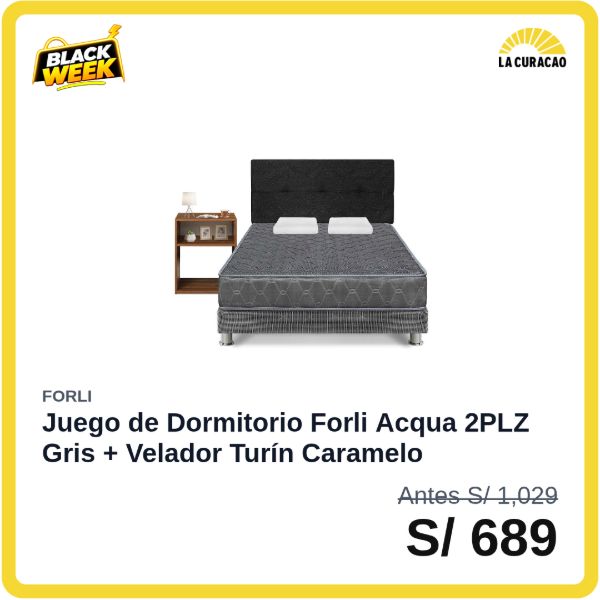 BLACK
WEEK
LA CURACAO
FORLI
Juego de Dormitorio Forli Acqua 2PLZ
Gris + Velador Turín Caramelo
Antes S/ 1,029
S/ 689